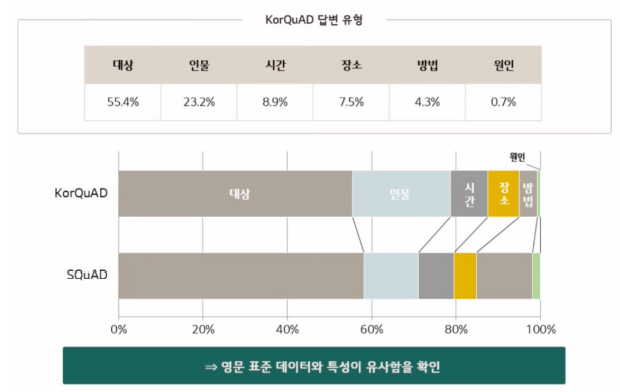 KorQuAD 답변 유형
대상 인물 시간 장소 방법 원인
55.4% 23.2% 8.9% 7.5% 4.3% 0.7%
원인
KorQuAD 대상 인물 시간 장소 방법
SQuAD
0% 20% 40% 60% 80% 100%
⇒ 영문 표준 데이터와 특성이 유사함을 확인